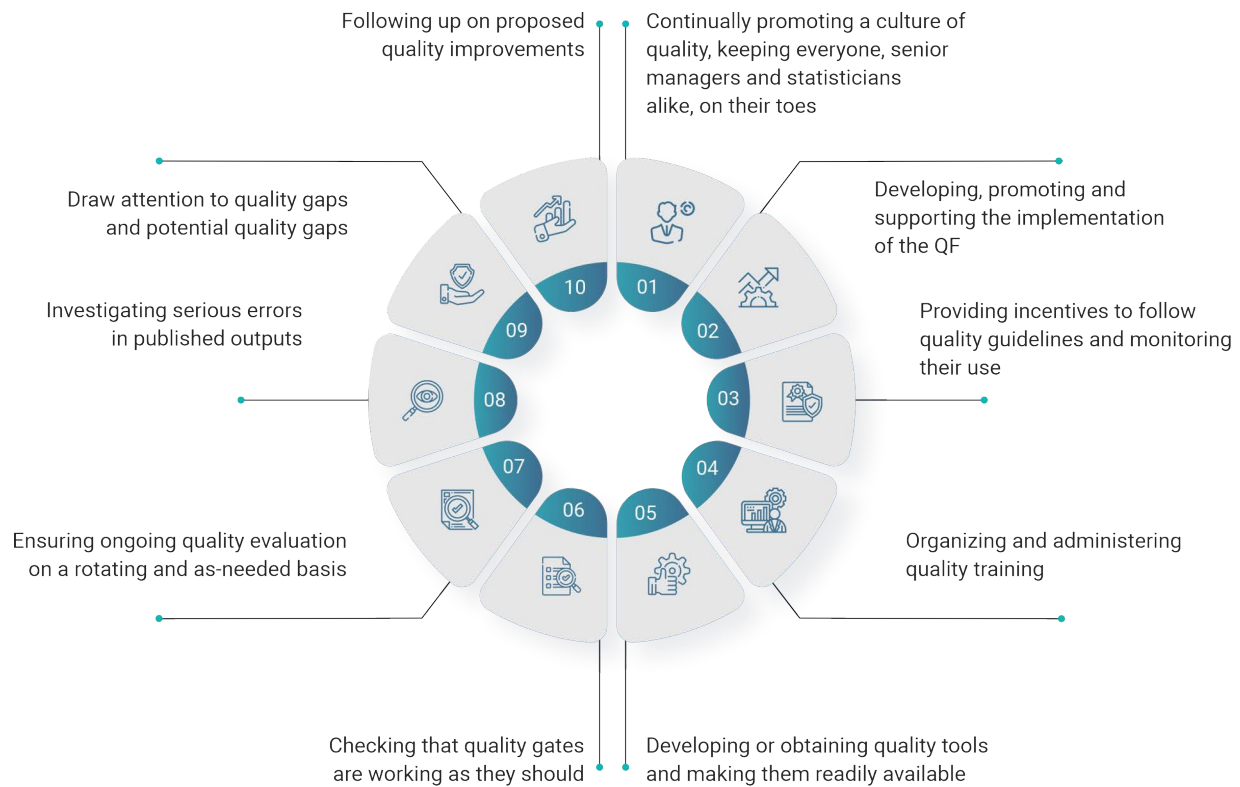 Following up on proposed
quality improvements
Continually promoting a culture of
quality, keeping everyone, senior
managers and statisticians
alike, on their toes
Draw attention to quality gaps
and potential quality gaps
Developing, promoting and
supporting the implementation
of the QF
Investigating serious errors
in published outputs
Providing incentives to follow
quality guidelines and monitoring
their use
10
01
09
02
08
03
07
04
06
05
Ensuring ongoing quality evaluation
on a rotating and as-needed basis
Organizing and administering
quality training
Checking that quality gates
are working as they should
Developing or obtaining quality tools
and making them readily available